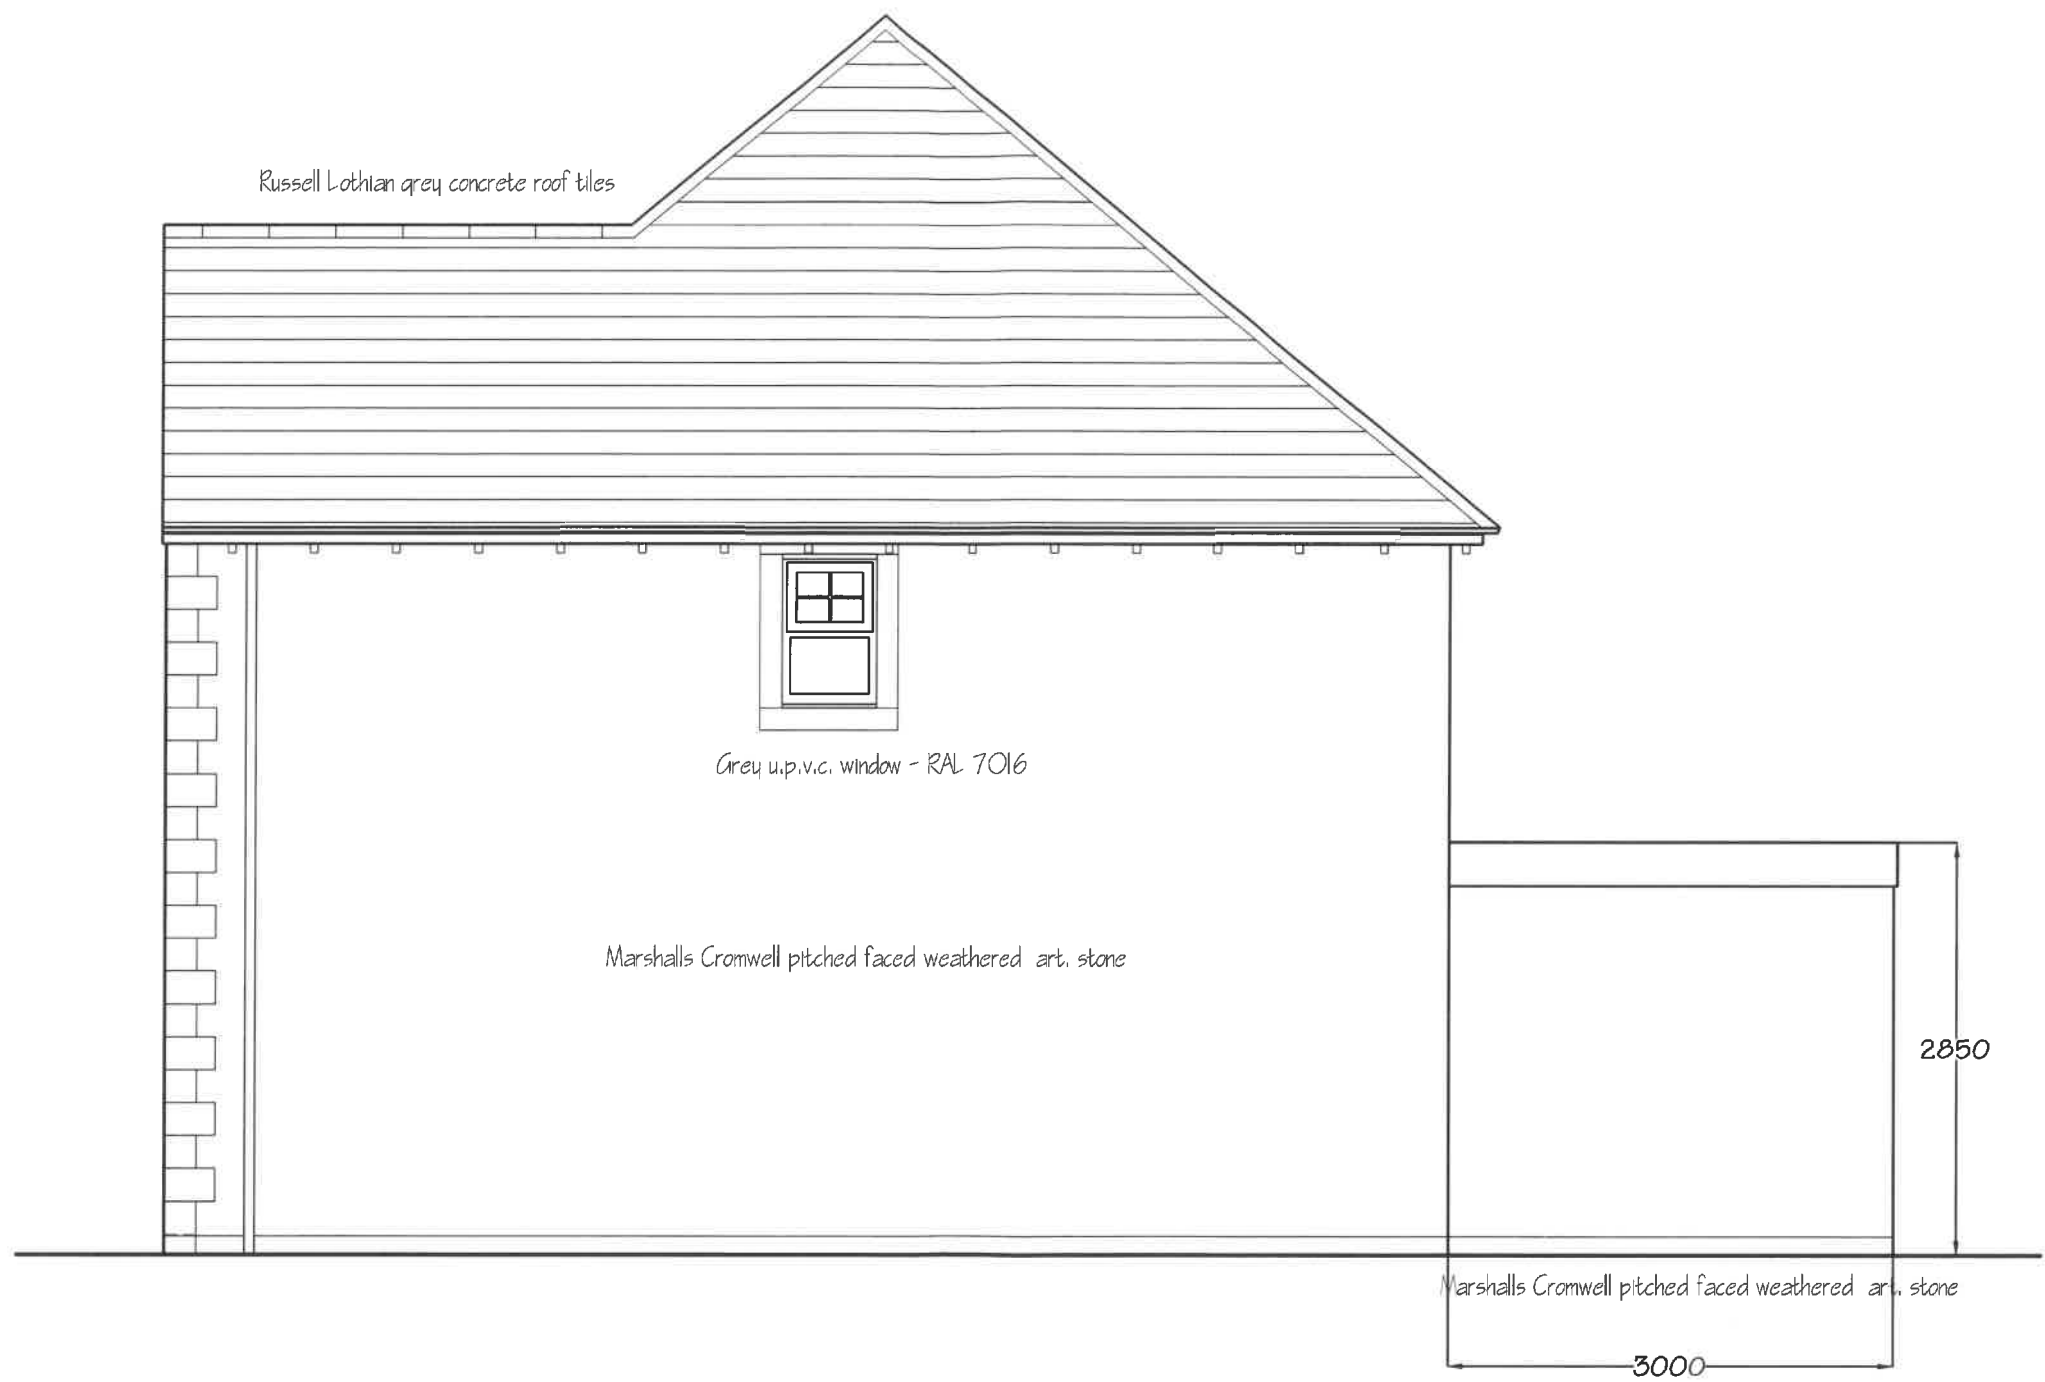 Russell Lothian grey concrete roof tiles
Grey u.p.v.c. window - RAL 7016
Marshalls Cromwell pitched faced weathered art. stone
2850
Marshalls Cromwell pitched faced weathered art. stone
3000